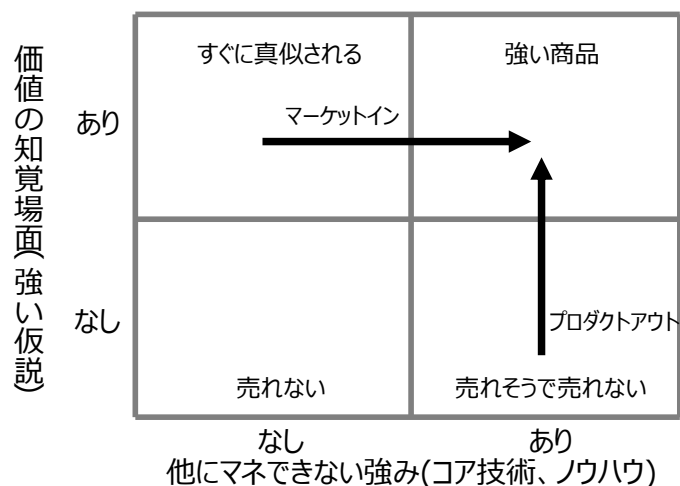 価値の知覚場面(強い仮説)
すぐに真似される
強い商品
あり
マーケットイン
なし
プロダクトアウト
売れない
売れそうで売れない
なし
あり
他にマネできない強み(コア技術、ノウハウ)